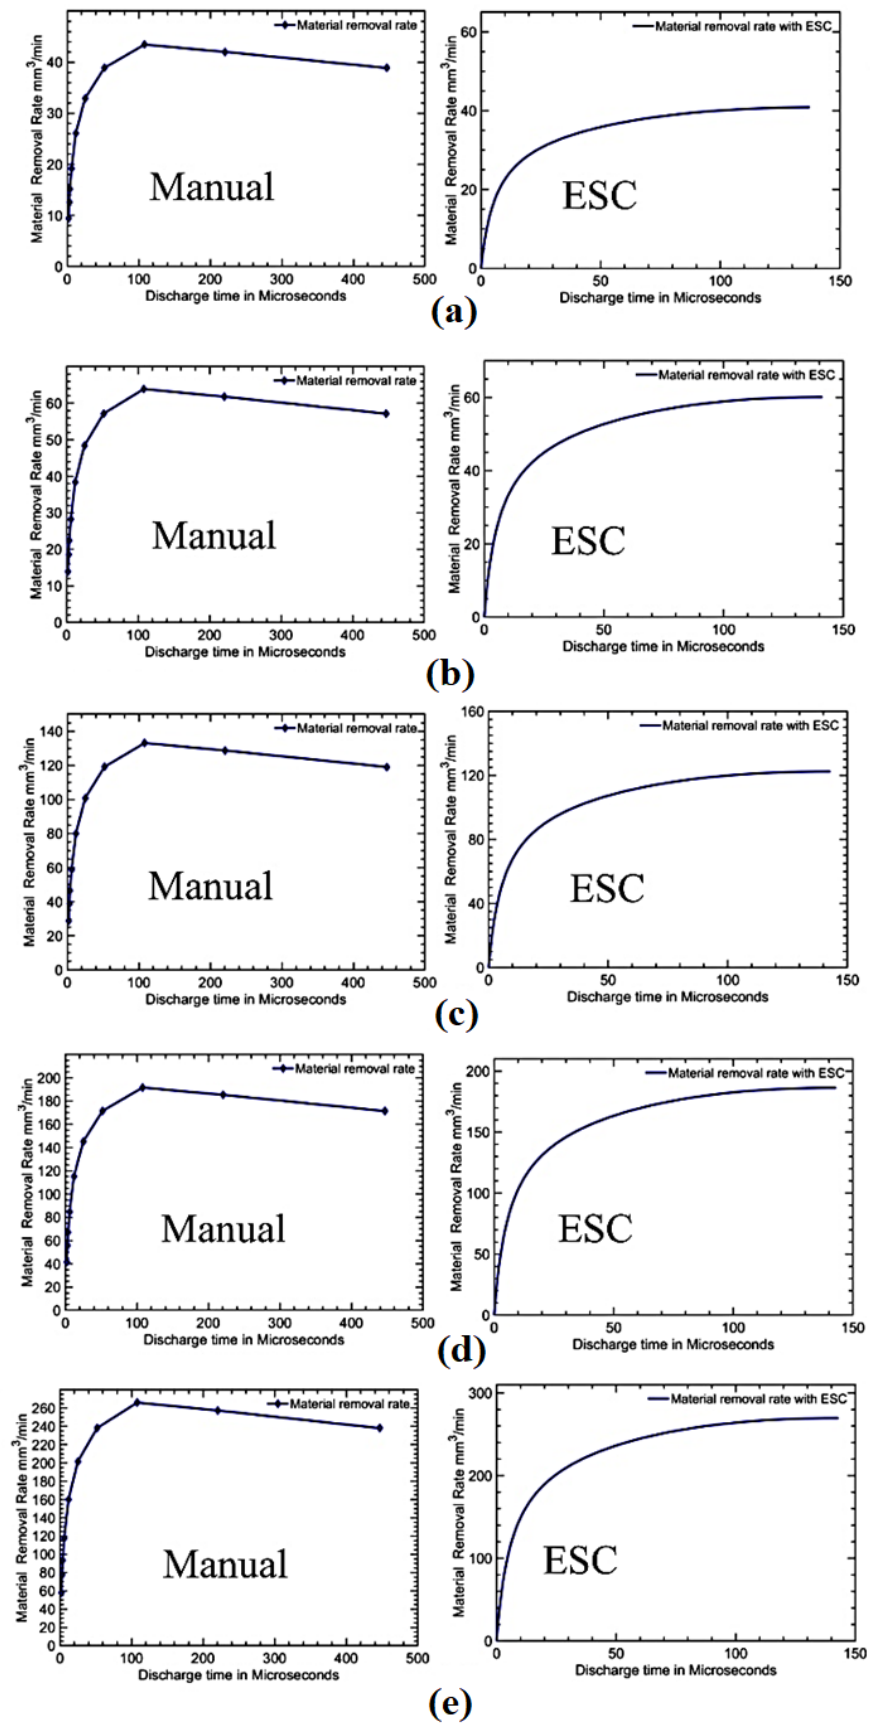 Material removal rate
Material Removal Rate mm³/min
40
30
20
10
0
Manual
0 100 200 300 400 500
Discharge time in Microseconds
Material removal rate with ESC
Material Removal Rate mm³/min
60
40
20
0
ESC
0 50 100 150
Discharge time in Microseconds
(a)
Material removal rate
Material Removal Rate mm³/min
60
50
40
30
20
10
0
Manual
0 100 200 300 400 500
Discharge time in Microseconds
Material removal rate with ESC
Material Removal Rate mm³/min
60
40
20
0
ESC
0 50 100 150
Discharge time in Microseconds
(b)
Material removal rate
Material Removal Rate mm³/min
140
120
100
80
60
40
20
0
Manual
0 100 200 300 400 500
Discharge time in Microseconds
Material removal rate with ESC
Material Removal Rate mm³/min
160
120
80
40
0
ESC
0 50 100 150
Discharge time in Microseconds
(c)
Material removal rate
Material Removal Rate mm³/min
200
180
160
140
120
100
80
60
40
20
0
Manual
0 100 200 300 400 500
Discharge time in Microseconds
Material removal rate with ESC
Material Removal Rate mm³/min
200
150
100
50
0
ESC
0 50 100 150
Discharge time in Microseconds
(d)
Material removal rate
Material Removal Rate mm³/min
260
240
220
200
180
160
140
120
100
80
60
40
20
0
Manual
0 100 200 300 400 500
Discharge time in Microseconds
Material removal rate with ESC
Material Removal Rate mm³/min
300
200
100
0
ESC
0 50 100 150
Discharge time in Microseconds
(e)